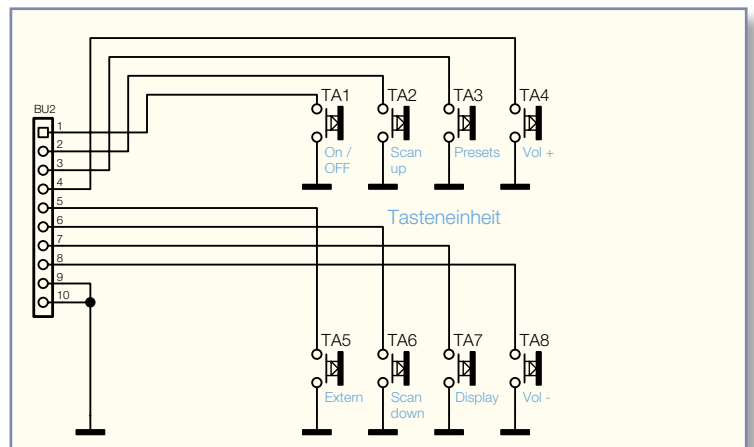 BU2
1
2
3
4
5
6
7
8
9
10
TA1
On /
OFF
TA2
Scan
up
TA3
Presets
TA4
Vol +
Tasteneinheit
TA5
Extern
TA6
Scan
down
TA7
Display
TA8
Vol -